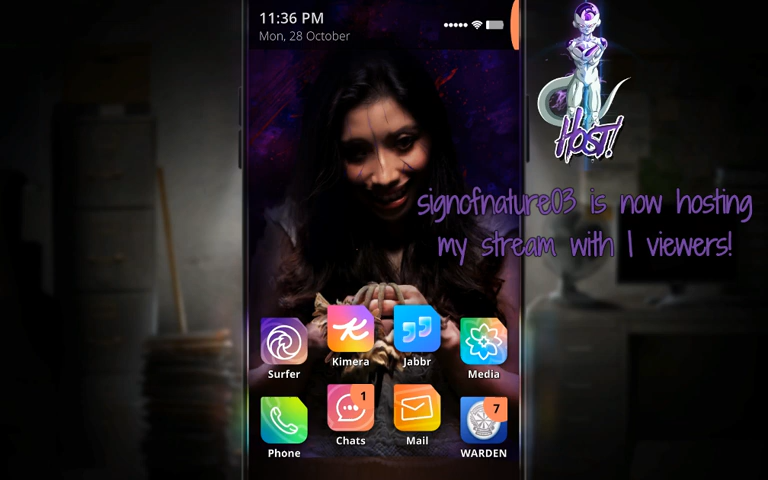 11:36 PM
Mon, 28 October
HOST!
signofnature03 is now hosting
my stream with 1 viewers!
Surfer
Kimera
Jabbr
Media
1
7
Phone
Chats
Mail
WARDEN